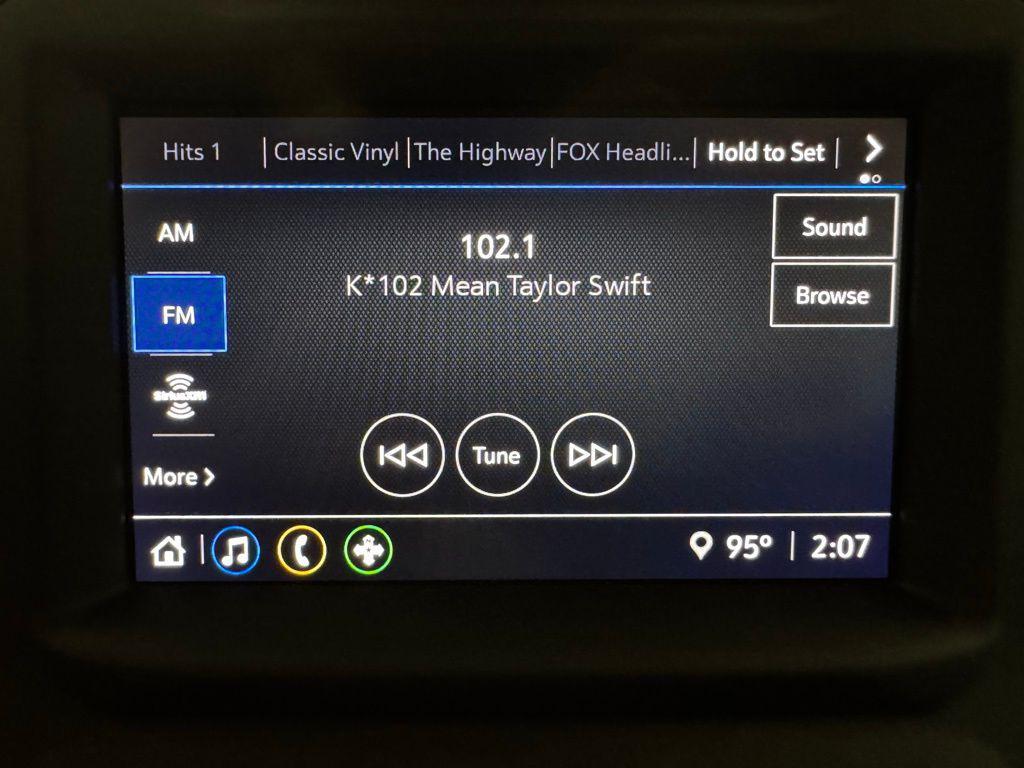 Hits 1 | Classic Vinyl | The Highway | FOX Headli... | Hold to Set |
AM
Sound
102.1
K*102 Mean Taylor Swift
Browse
FM
SiriusXM
Tune
More
95° | 2:07